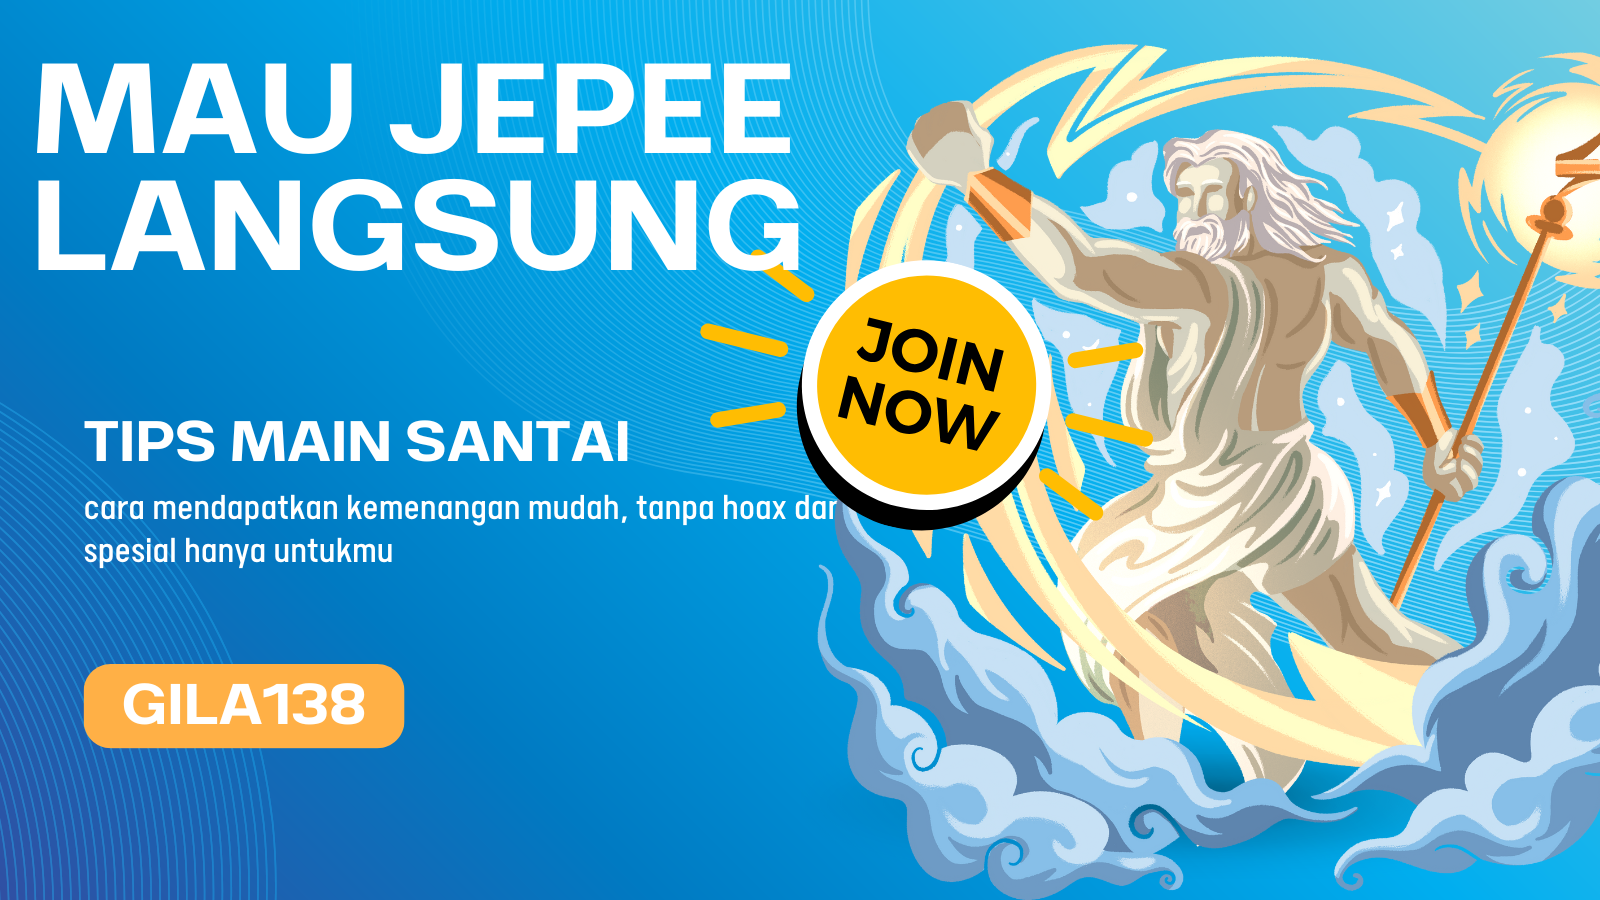 MAU JEPEE
LANGSUNG
JOIN
NOW
TIPS MAIN SANTAI
cara mendapatkan kemenangan mudah, tanpa hoax dar
spesial hanya untukmu
GILA138